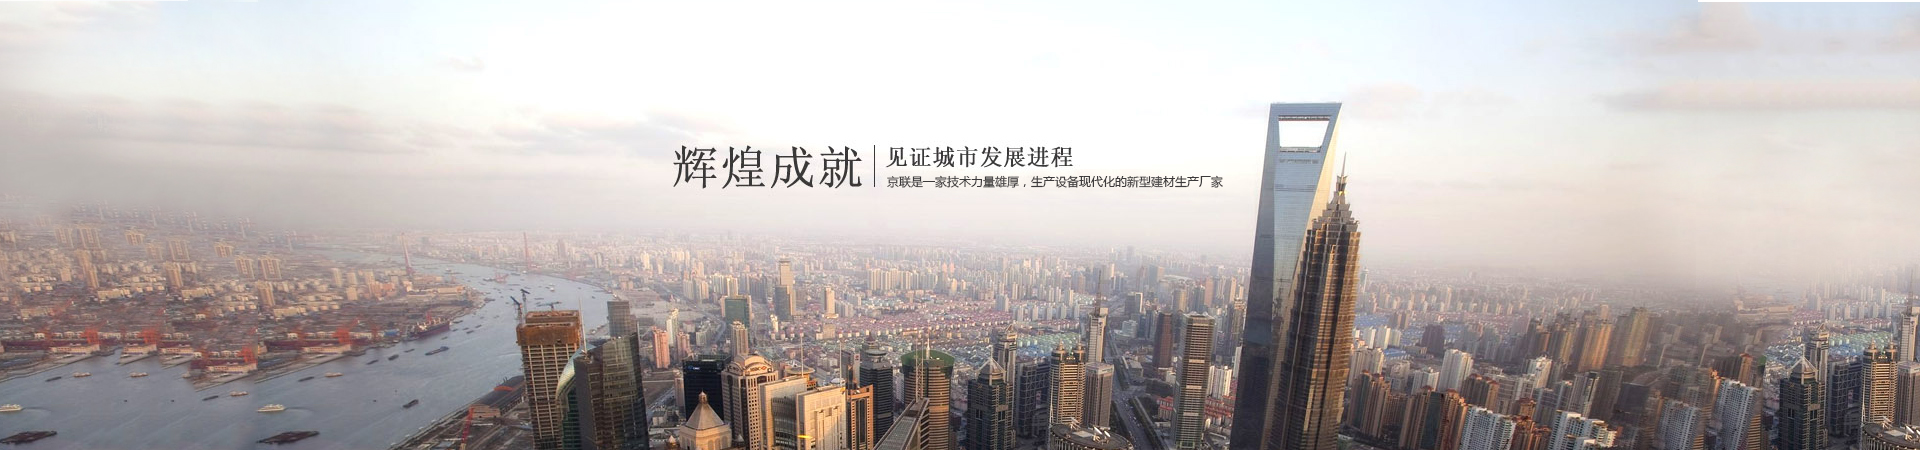 辉煌成就
见证城市发展进程
京联是一家技术力量雄厚，生产设备现代化的新型建材生产厂家